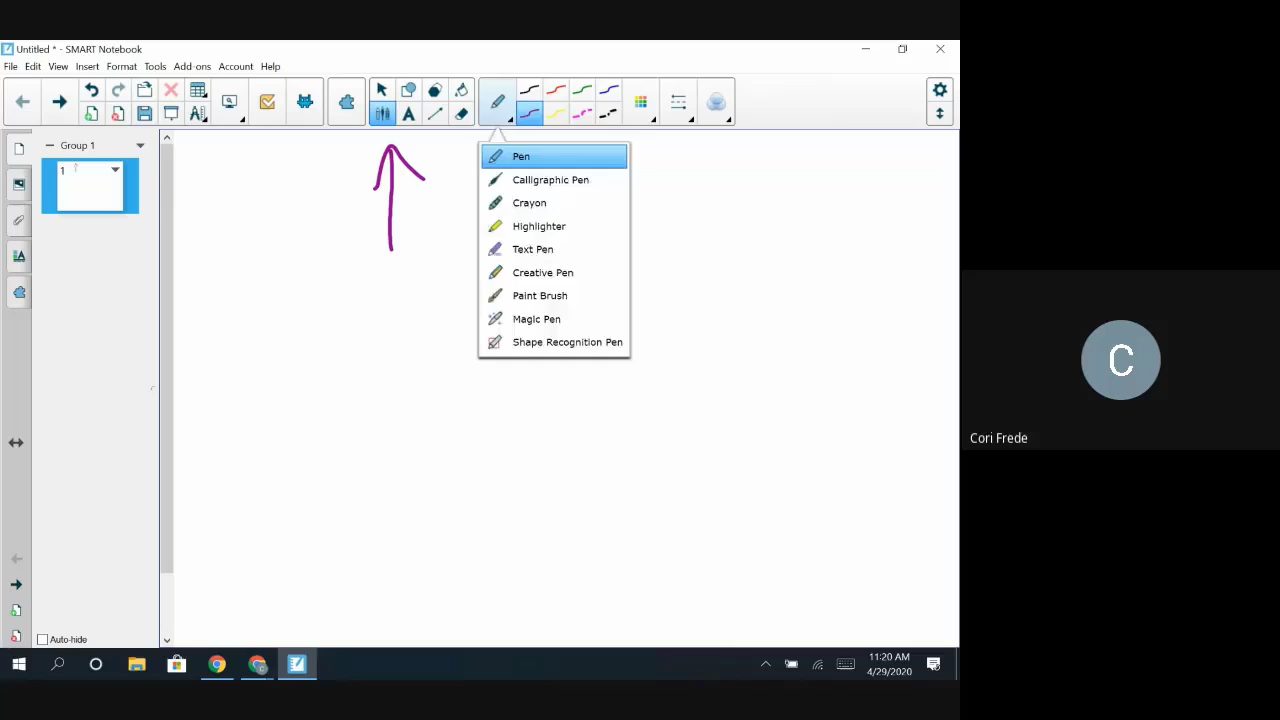 Untitled * - SMART Notebook
File Edit View Insert Format Tools Add-ons Account Help
Group 1
1
Pen
Calligraphic Pen
Crayon
Highlighter
Text Pen
Creative Pen
Paint Brush
Magic Pen
Shape Recognition Pen
C
Cori Frede
Auto-hide
11:20 AM
4/29/2020